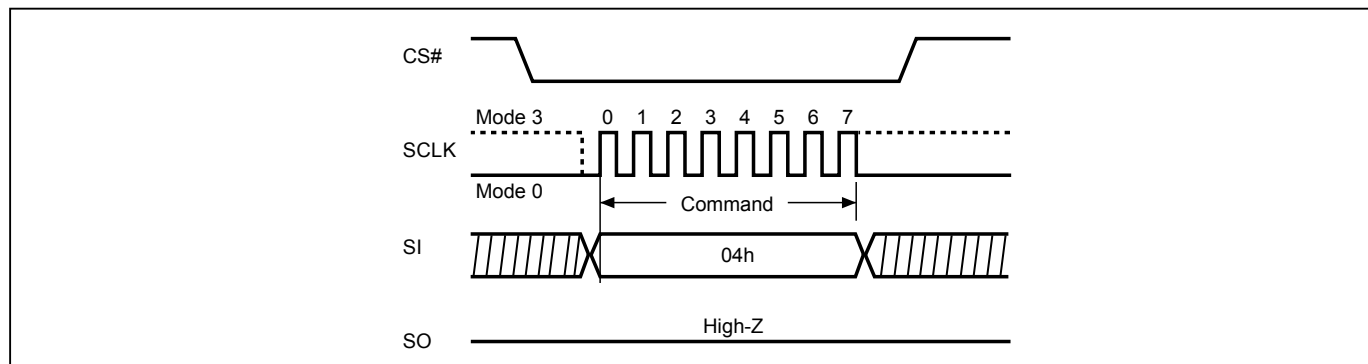 CS#
Mode 3 0 1 2 3 4 5 6 7
SCLK
Mode 0
Command
SI 04h
High-Z
SO